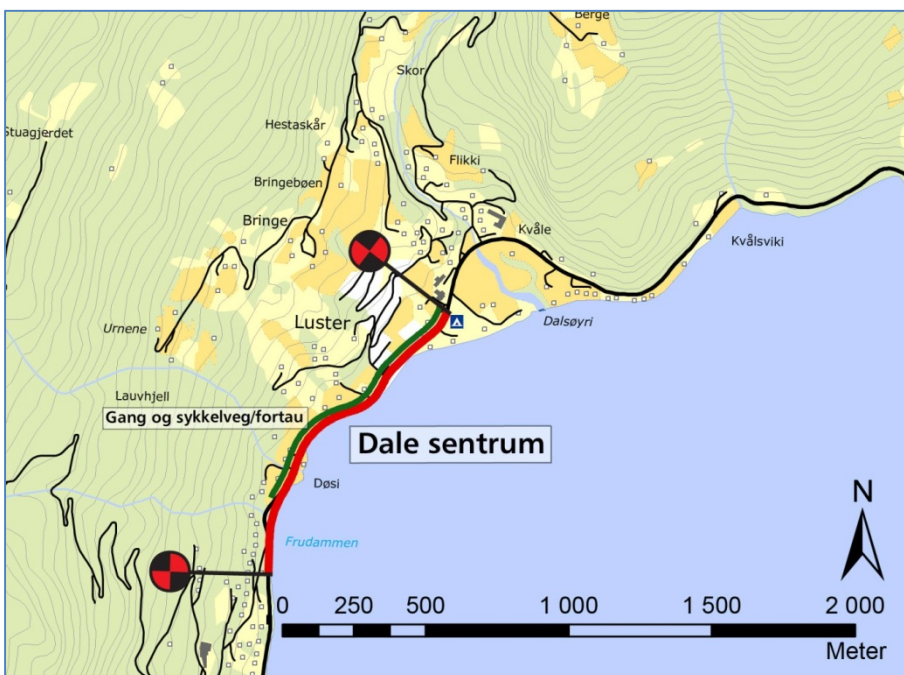 Berge
Skor
Stuagjerdet
Hestaskår
Flikki
Bringebøen
Bringe
Kvåle
Kvålsviki
Urnene
Luster
Dalsøyri
Lauvhjell
Gang og sykkelveg/fortau
Dale sentrum
Døsi
N
Frudammen
0 250 500 1 000 1 500 2 000
Meter